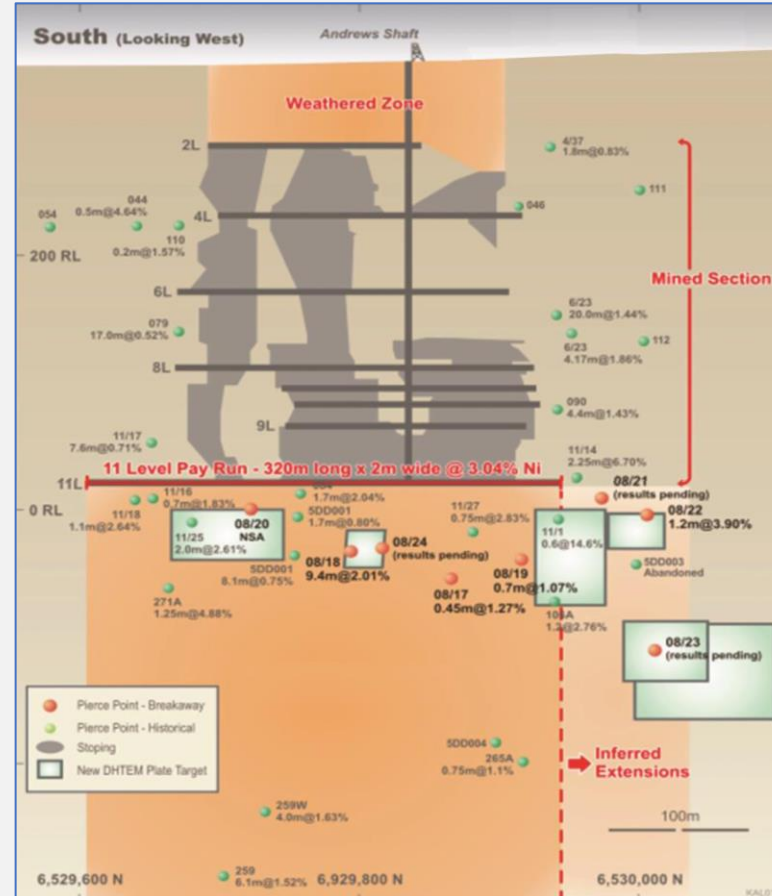 South (Looking West)
Andrews Shaft
Weathered Zone
2L
4/37
1.8m@0.83%
111
044
0.5m@4.64%
054
046
4L
110
0.2m@1.57%
200 RL
Mined Section
6L
6/23
20.0m@1.44%
079
17.0m@0.52%
112
6/23
4.17m@1.86%
8L
090
4.4m@1.43%
9L
11/17
7.6m@0.71%
11/14
2.25m@6.70%
11 Level Pay Run - 320m long x 2m wide @ 3.04% Ni
11L
08/21
(results pending)
11/16
0.7m@1.83%
1.7m@2.04%
0 RL
11/18
1.1m@2.64%
08/20
NSA
5DD001
1.7m@0.80%
11/27
0.75m@2.83%
08/22
1.2m@3.90%
11/25
2.0m@2.61%
11/1
0.6@14.6%
08/24
(results pending)
5DD001
8.1m@0.75%
08/18
9.4m@2.01%
08/19
0.7m@1.07%
5DD003
Abandoned
08/17
0.45m@1.27%
271A
1.25m@4.88%
08/23
(results pending)
Pierce Point - Breakaway
Pierce Point - Historical
Stoping
New DHTEM Plate Target
5DD004
265A
0.75m@1.1%
Inferred
Extensions
259W
4.0m@1.63%
100m
259
6.1m@1.52%
6,529,600 N
6,929,800 N
6,530,000 N